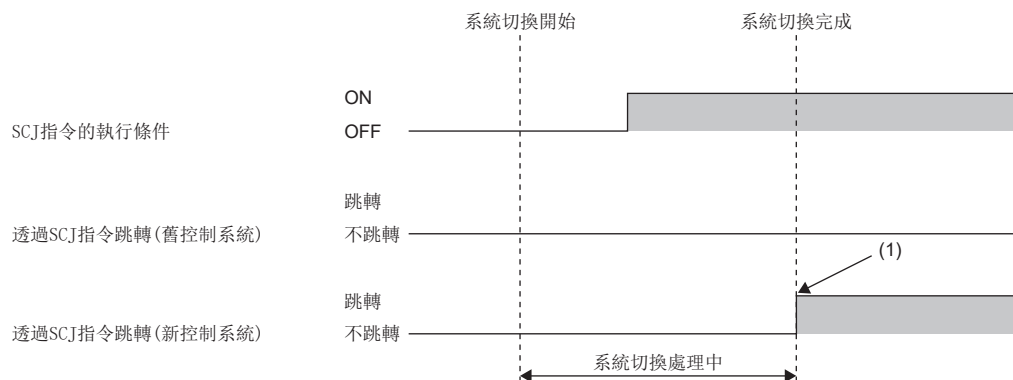 系統切換開始
系統切換完成
ON
SCJ指令的執行條件
OFF
跳轉
透過SCJ指令跳轉(舊控制系統)
不跳轉
(1)
跳轉
透過SCJ指令跳轉(新控制系統)
不跳轉
系統切換處理中